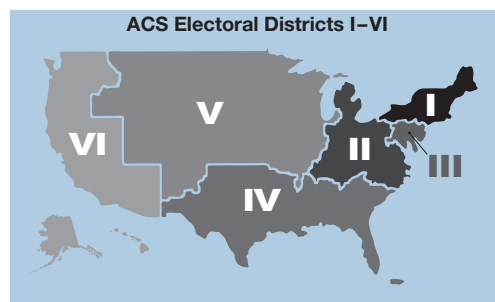 ACS Electoral Districts I–VI
I
V
VI
II
III
IV